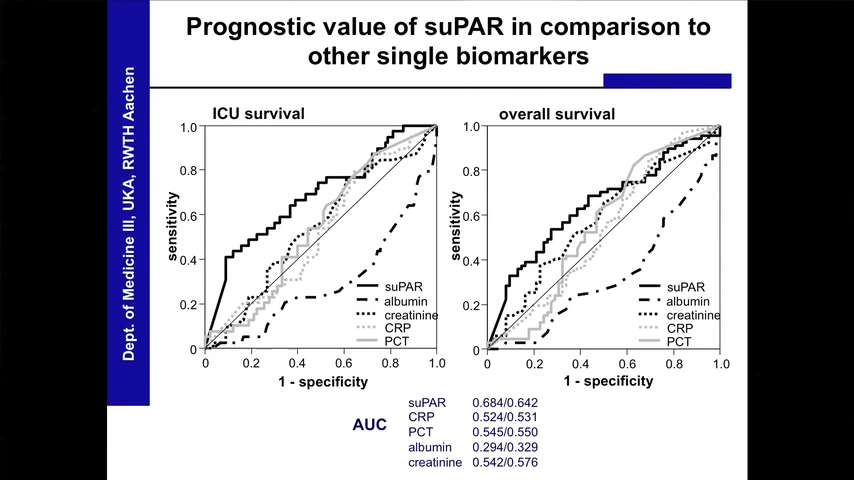 Prognostic value of suPAR in comparison to
other single biomarkers
Dept. of Medicine III, UKA, RWTH Aachen
ICU survival
sensitivity
1.0
0.8
0.6
0.4
0.2
0
0 0.2 0.4 0.6 0.8 1.0
1 - specificity
suPAR
albumin
creatinine
CRP
PCT
overall survival
sensitivity
1.0
0.8
0.6
0.4
0.2
0
0 0.2 0.4 0.6 0.8 1.0
1 - specificity
suPAR
albumin
creatinine
CRP
PCT
AUC
suPAR 0.684/0.642
CRP 0.524/0.531
PCT 0.545/0.550
albumin 0.294/0.329
creatinine 0.542/0.576